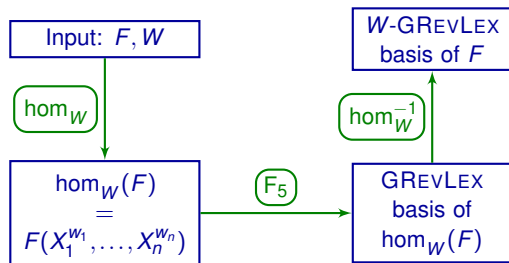 Input: F, W
W-GREVLEX
basis of F
hom_W
hom_W^{-1}
hom_W(F)
=
F(X_1^{w_1},...,X_n^{w_n})
F_5
GREVLEX
basis of
hom_W(F)